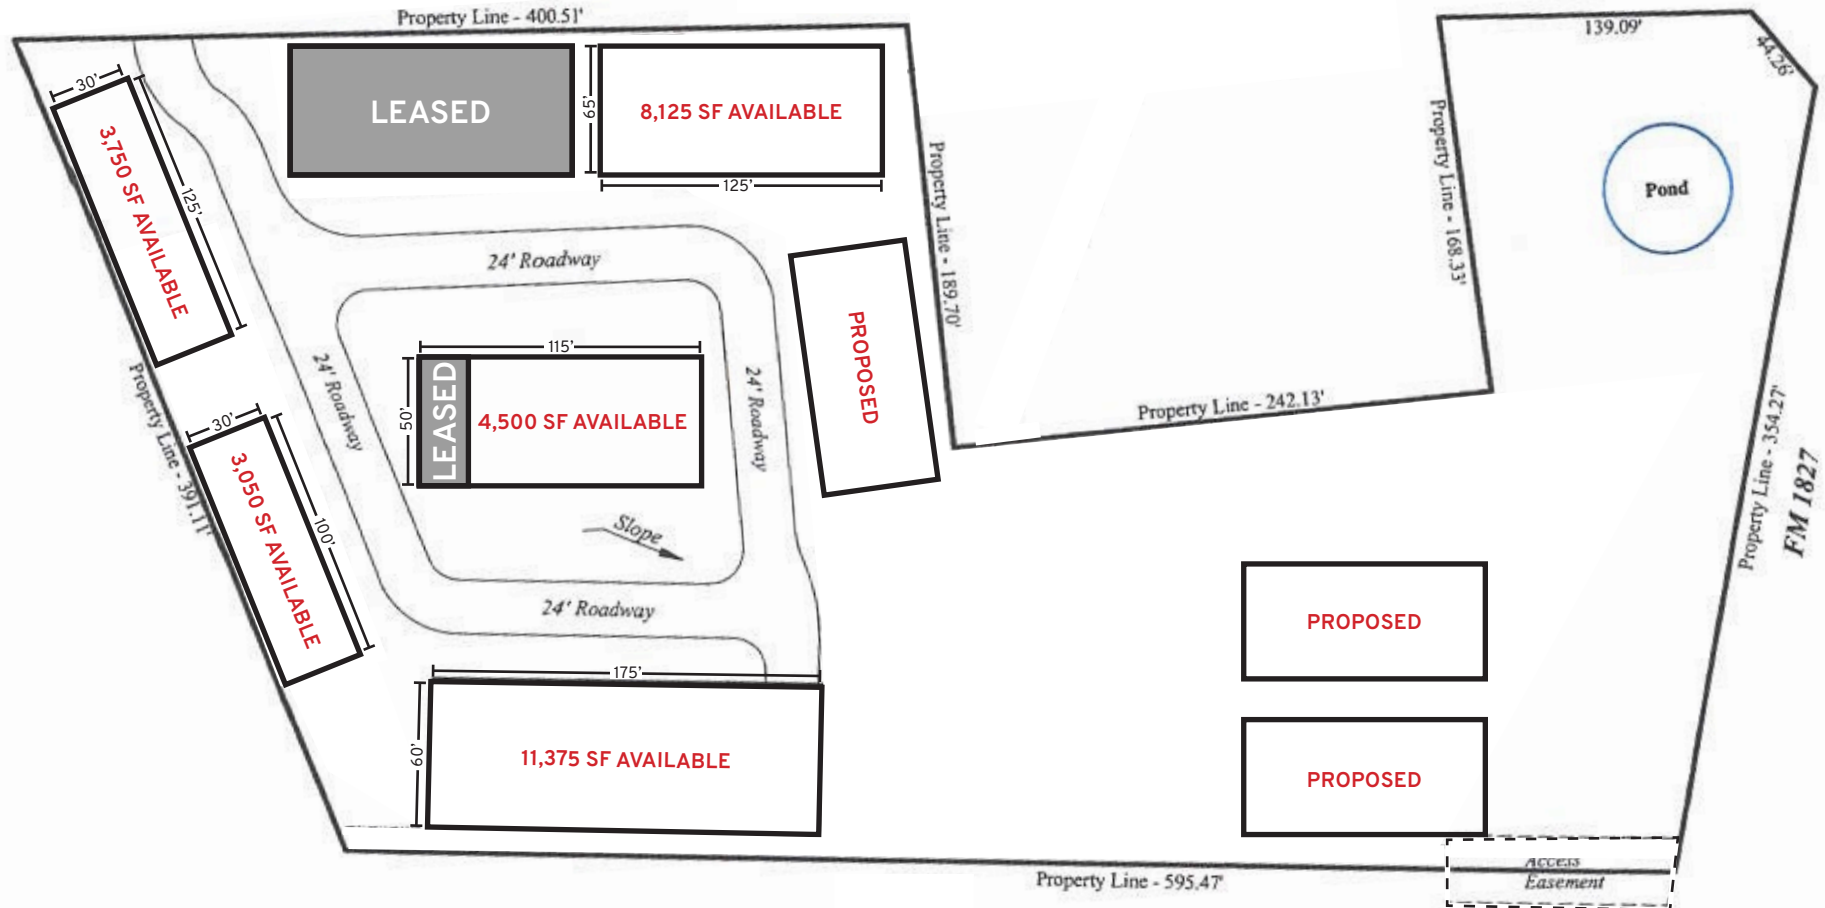 Property Line - 400.51'
139.09'
44.26'
30'
LEASED
65'
8,125 SF AVAILABLE
125'
3,750 SF AVAILABLE
125'
Property Line - 189.70'
Property Line - 168.33'
Pond
24' Roadway
PROPOSED
115'
50'
LEASED
4,500 SF AVAILABLE
24' Roadway
24' Roadway
Property Line - 242.13'
Property Line - 354.27'
FM 1827
Property Line - 391.11'
30'
3,050 SF AVAILABLE
100'
Slope
24' Roadway
175'
60'
11,375 SF AVAILABLE
PROPOSED
PROPOSED
Access
Easement
Property Line - 595.47'